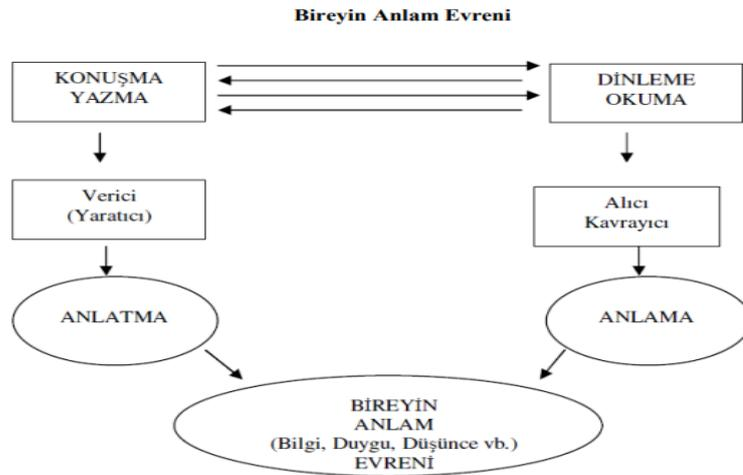 Bireyin Anlam Evreni
KONUŞMA
YAZMA
DİNLEME
OKUMA
Verici
(Yaratıcı)
Alıcı
Kavrayıcı
ANLATMA
ANLAMA
BİREYİN
ANLAM
(Bilgi, Duygu, Düşünce vb.)
EVRENİ